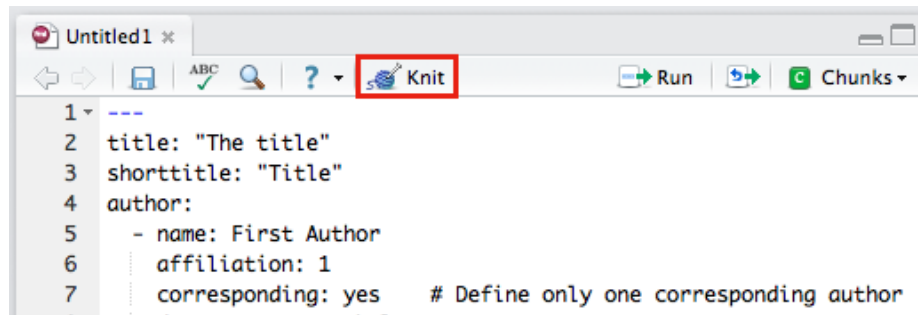 Untitled1
ABC ? Knit Run C Chunks
1 ---
2 title: "The title"
3 shorttitle: "Title"
4 author:
5 - name: First Author
6 affiliation: 1
7 corresponding: yes # Define only one corresponding author